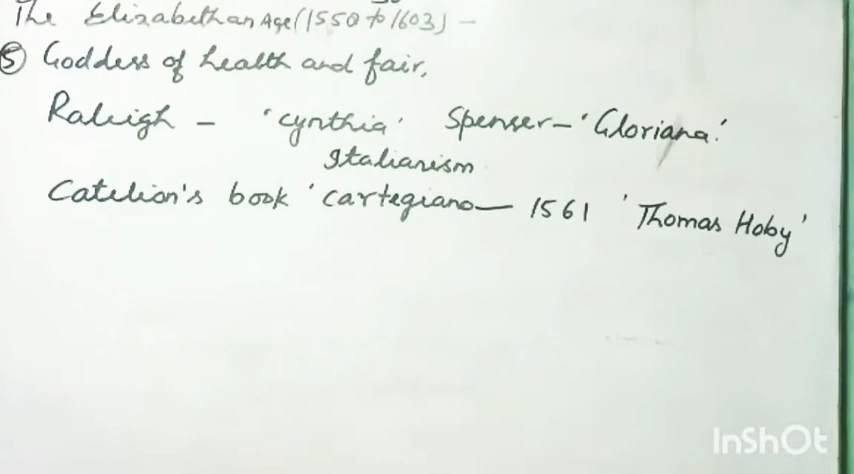 The Elizabethan Age (1550 to 1603) –
⑤ Goddess of health and fair,
Raleigh – 'cynthia' Spenser – 'Gloriana.'
Italianism
Catelion's book 'cartegiano – 1561 'Thomas Hoby'
InShOt